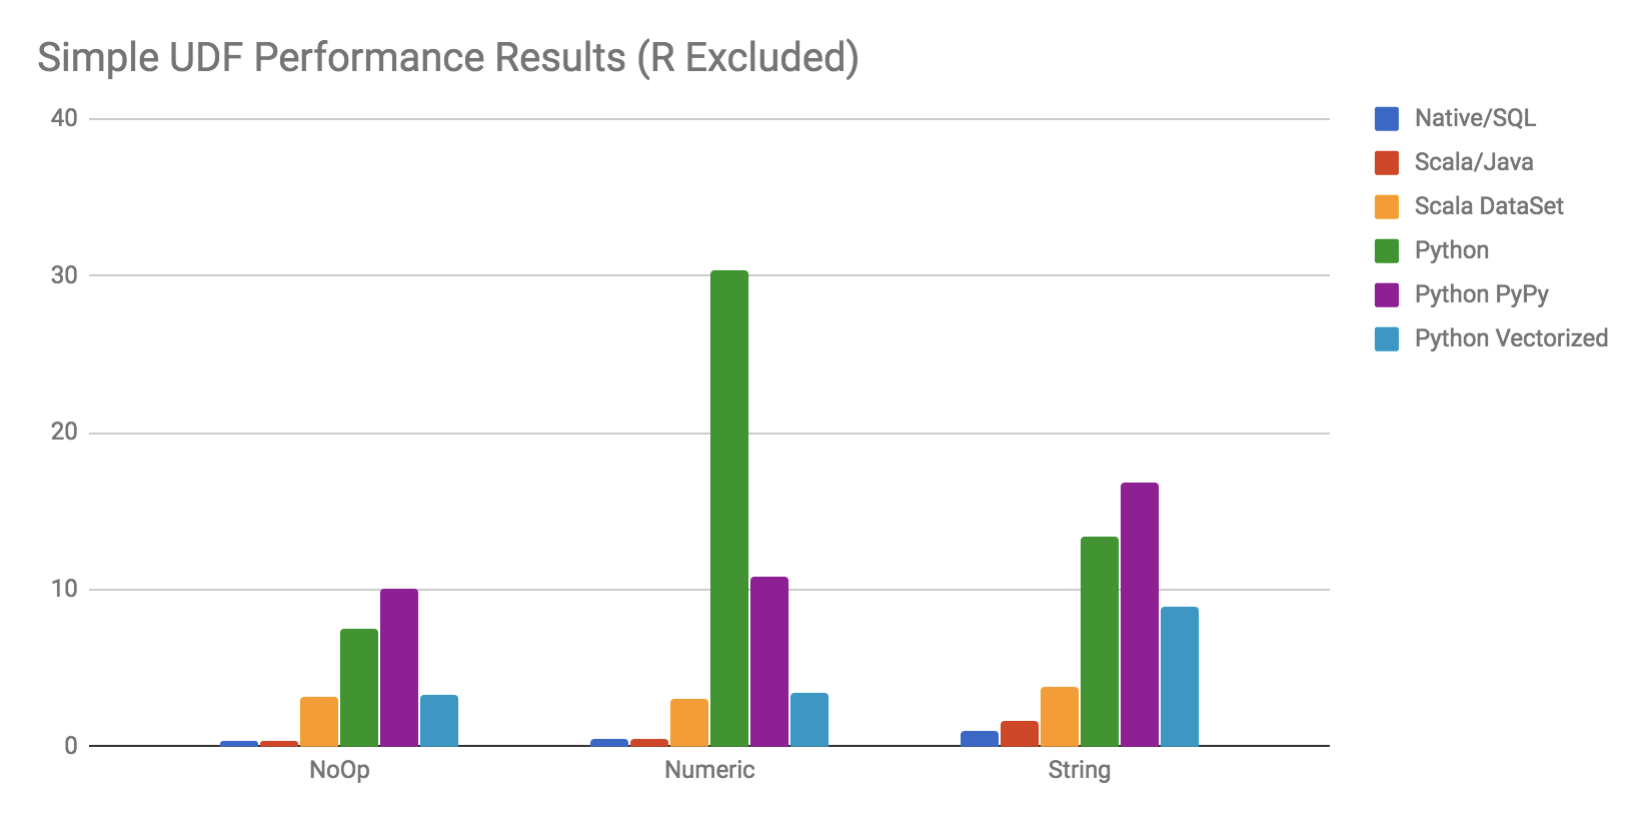 Simple UDF Performance Results (R Excluded)
40
30
20
10
0
NoOp
Numeric
String
Native/SQL
Scala/Java
Scala DataSet
Python
Python PyPy
Python Vectorized